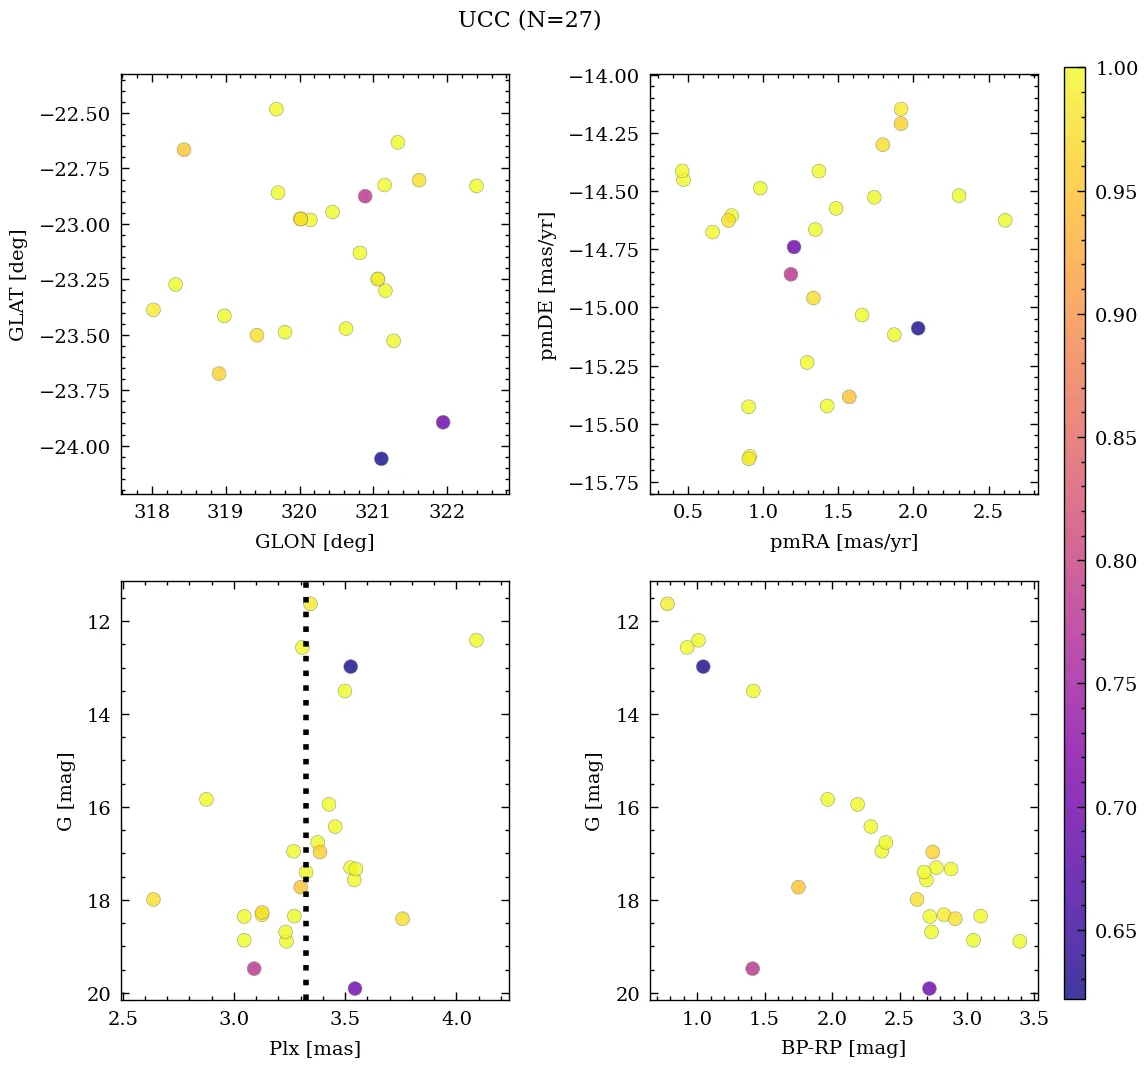 UCC (N=27)
−22.50
−22.75
−23.00
−23.25
−23.50
−23.75
−24.00
GLAT [deg]
318 319 320 321 322
GLON [deg]
−14.00
−14.25
−14.50
−14.75
−15.00
−15.25
−15.50
−15.75
pmDE [mas/yr]
0.5 1.0 1.5 2.0 2.5
pmRA [mas/yr]
12
14
16
18
20
G [mag]
2.5 3.0 3.5 4.0
Plx [mas]
12
14
16
18
20
G [mag]
1.0 1.5 2.0 2.5 3.0 3.5
BP-RP [mag]
1.00
0.95
0.90
0.85
0.80
0.75
0.70
0.65